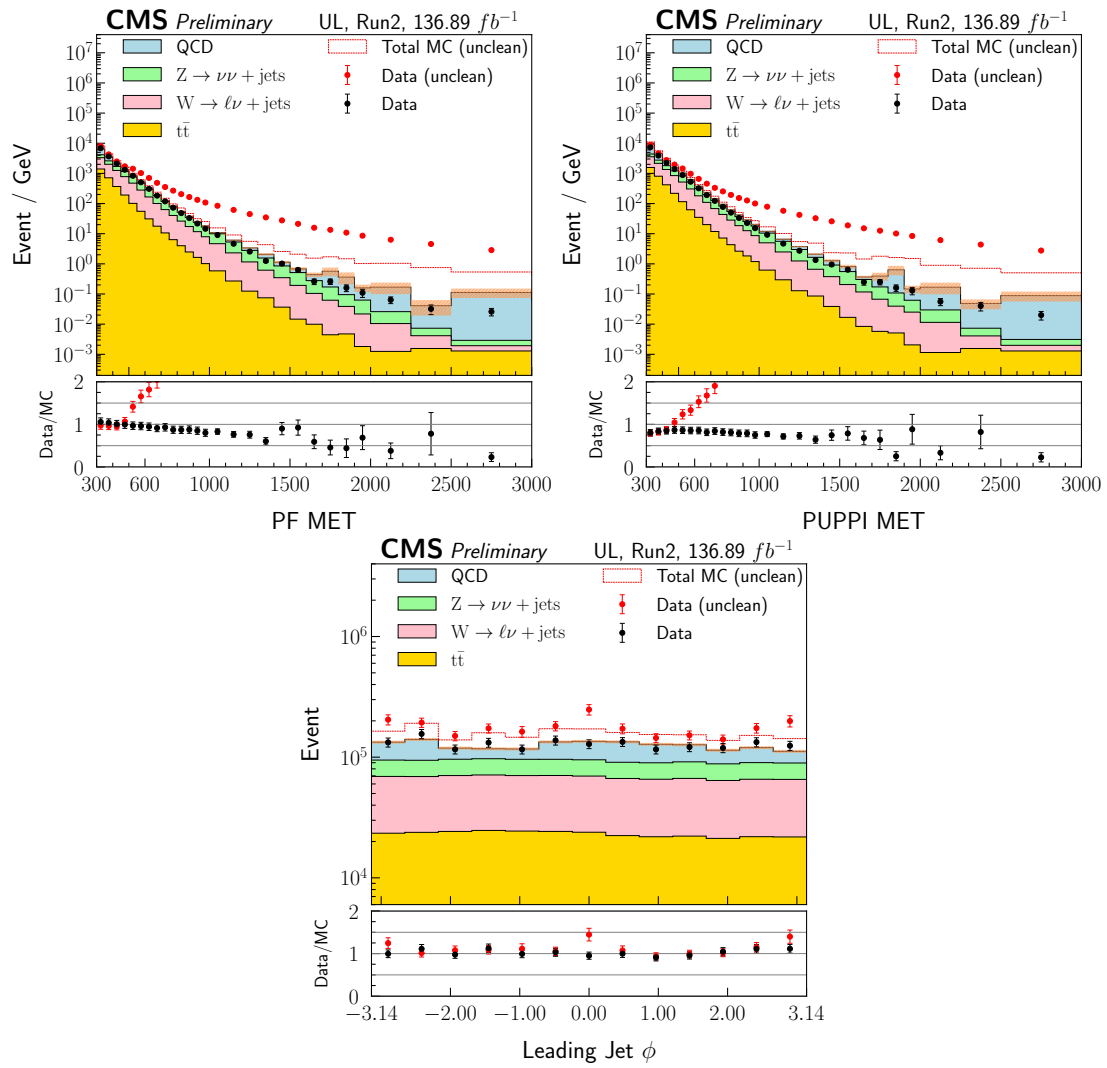 CMS Preliminary UL, Run2, 136.89 fb⁻¹
QCD
Z → νν + jets
W → ℓν + jets
tt̄
Total MC (unclean)
Data (unclean)
Data
Event / GeV
10⁷
10⁶
10⁵
10⁴
10³
10²
10¹
10⁰
10⁻¹
10⁻²
10⁻³
Data/MC
2
1
0
300 600 1000 1500 2000 2500 3000
PF MET
CMS Preliminary UL, Run2, 136.89 fb⁻¹
QCD
Z → νν + jets
W → ℓν + jets
tt̄
Total MC (unclean)
Data (unclean)
Data
Event / GeV
10⁷
10⁶
10⁵
10⁴
10³
10²
10¹
10⁰
10⁻¹
10⁻²
10⁻³
Data/MC
2
1
0
300 600 1000 1500 2000 2500 3000
PUPPI MET
CMS Preliminary UL, Run2, 136.89 fb⁻¹
QCD
Z → νν + jets
W → ℓν + jets
tt̄
Total MC (unclean)
Data (unclean)
Data
Event
10⁶
10⁵
10⁴
Data/MC
2
1
0
−3.14 −2.00 −1.00 0.00 1.00 2.00 3.14
Leading Jet ϕ